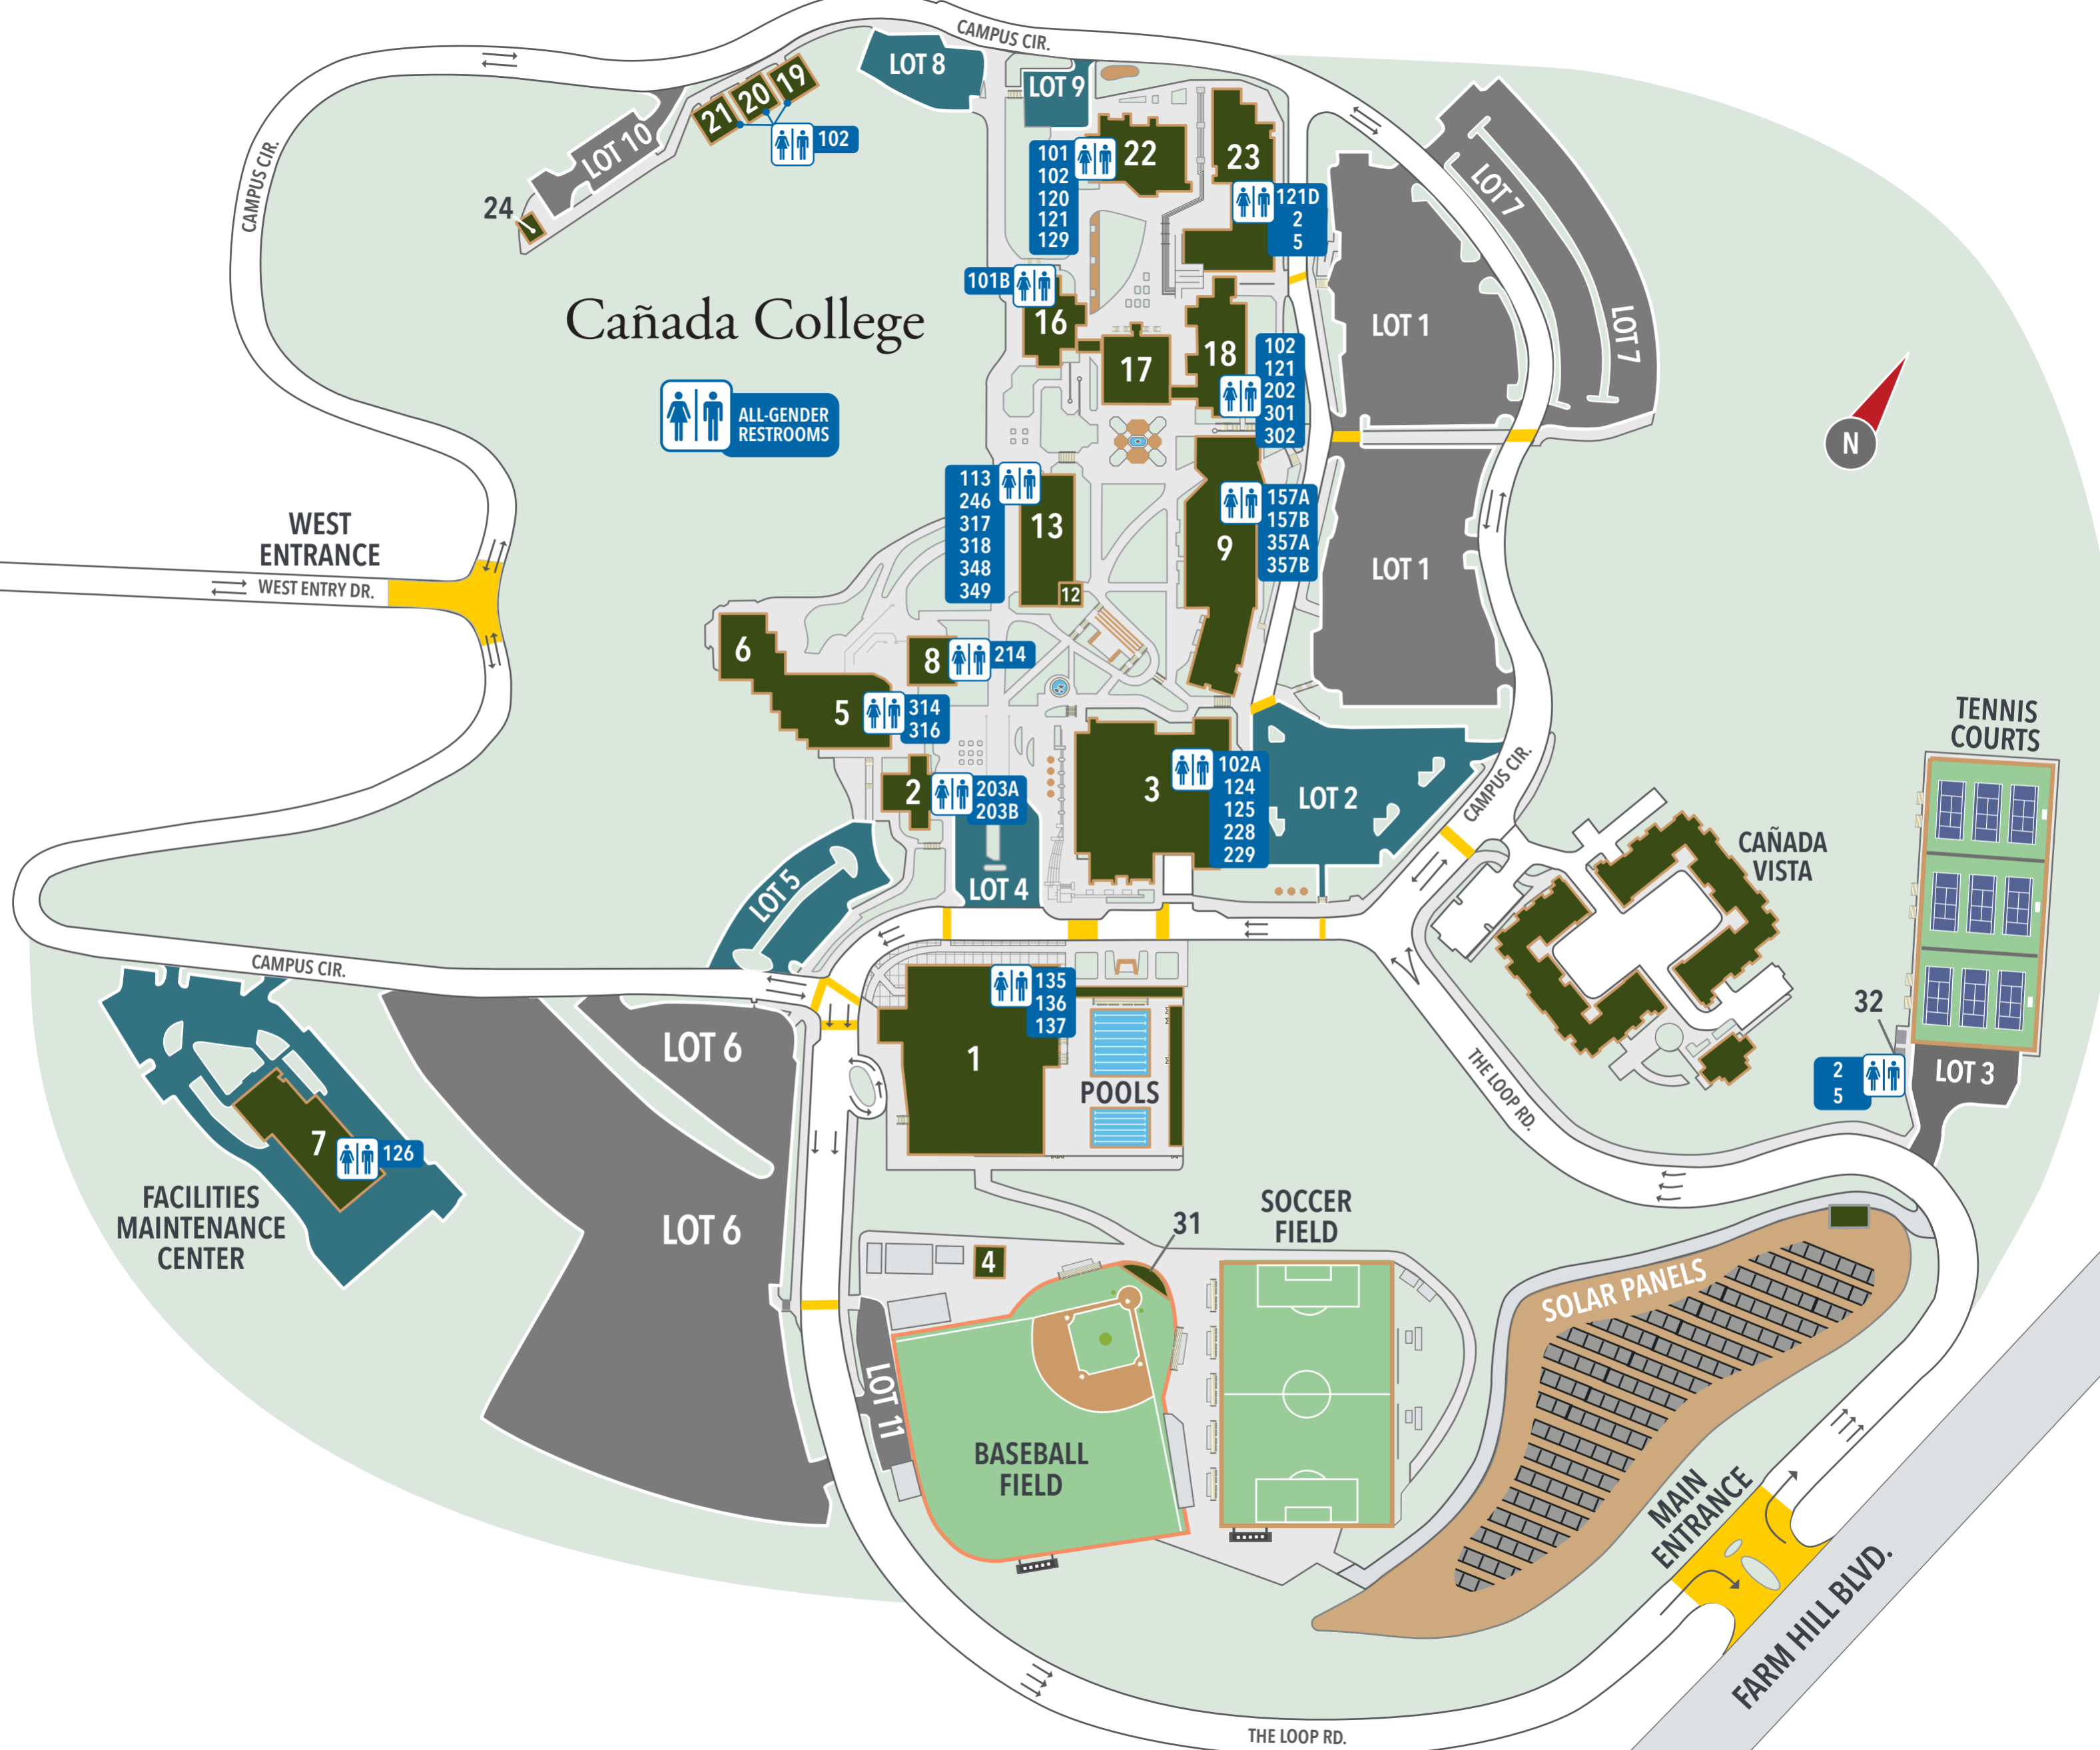 CAMPUS CIR.
LOT 8
LOT 9
19
20
21
102
LOT 10
24
CAMPUS CIR.
101
102
120
121
129
22
23
121D
2
5
LOT 7
LOT 7
LOT 1
101B
16
17
18
102
121
202
301
302
Cañada College
ALL-GENDER
RESTROOMS
N
WEST
ENTRANCE
WEST ENTRY DR.
113
246
317
318
348
349
13
12
9
157A
157B
357A
357B
LOT 1
6
8
214
5
314
316
2
203A
203B
3
102A
124
125
228
229
LOT 2
CAMPUS CIR.
TENNIS
COURTS
CAÑADA
VISTA
LOT 5
LOT 4
CAMPUS CIR.
LOT 6
1
135
136
137
POOLS
THE LOOP RD.
32
2
5
LOT 3
7
126
FACILITIES
MAINTENANCE
CENTER
LOT 6
4
31
SOCCER
FIELD
SOLAR PANELS
LOT 11
BASEBALL
FIELD
MAIN
ENTRANCE
FARM HILL BLVD.
THE LOOP RD.